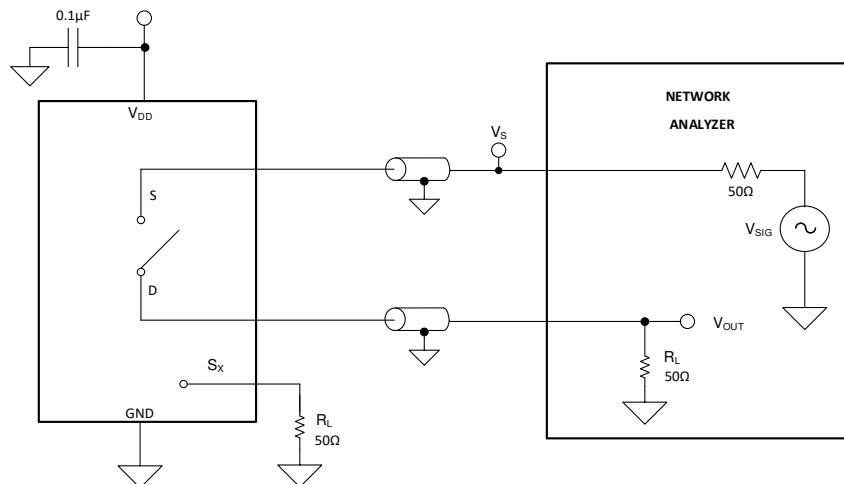 0.1µF
V_DD
NETWORK
ANALYZER
V_S
S
50Ω
V_SIG
D
V_OUT
S_X
R_L
50Ω
GND
R_L
50Ω